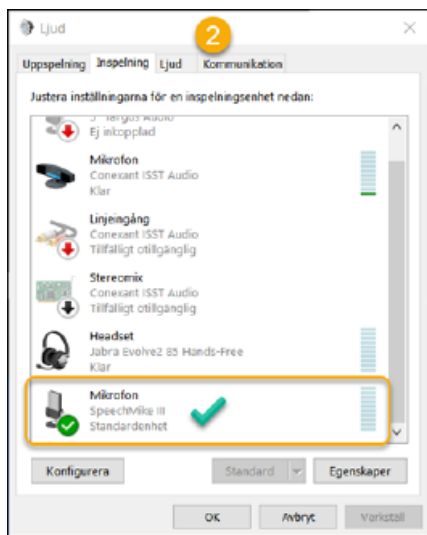 Ljud
2
Uppspelning Inspelning Ljud Kommunikation
Justera inställningarna för en inspelningsenhet nedan:
Audio
Ej inkopplad
Mikrofon
Conexant ISST Audio
Klar
Linjeingång
Conexant ISST Audio
Tillfälligt otillgänglig
Stereomix
Conexant ISST Audio
Tillfälligt otillgänglig
Headset
Jabra Evolve2 85 Hands-Free
Klar
Mikrofon
SpeechMike III
Standardenhet
Konfigurera Standard Egenskaper
OK Avbryt Verkställ